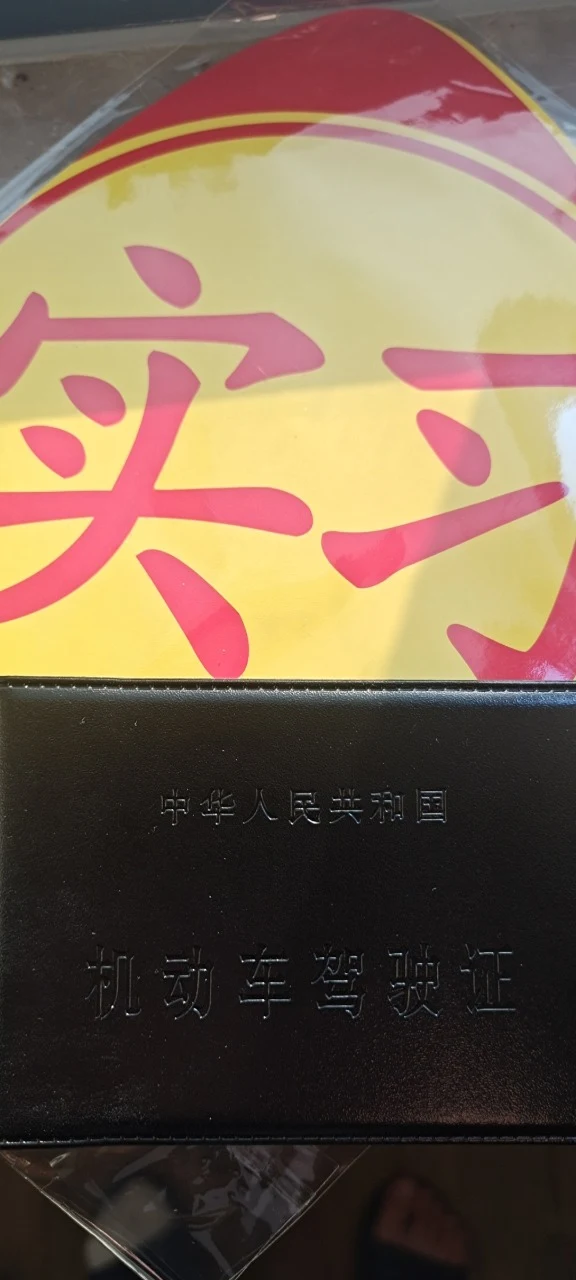 实习
中华人民共和国
机动车驾驶证